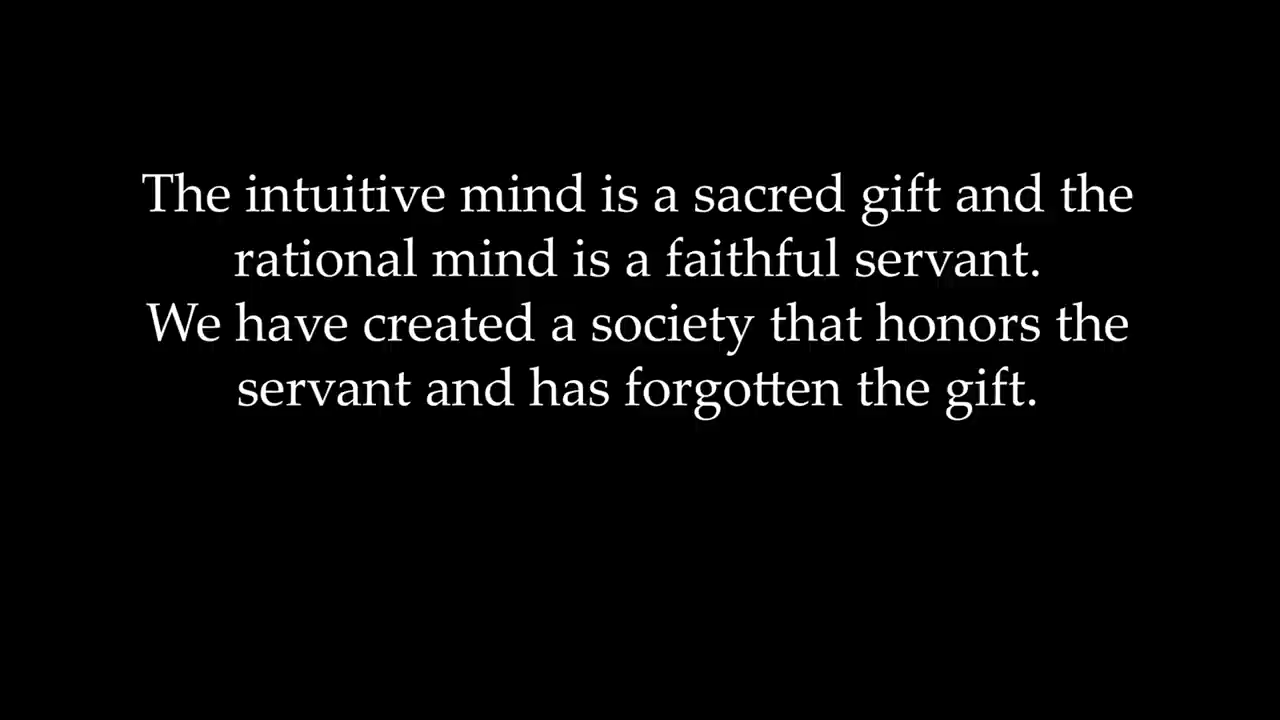 The intuitive mind is a sacred gift and the
rational mind is a faithful servant.
We have created a society that honors the
servant and has forgotten the gift.